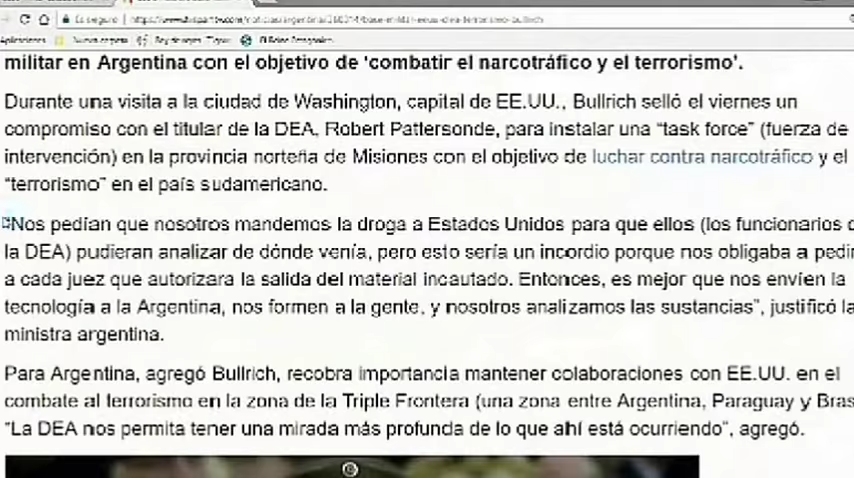 militar en Argentina con el objetivo de 'combatir el narcotráfico y el terrorismo'.
Durante una visita a la ciudad de Washington, capital de EE.UU., Bullrich selló el viernes un
compromiso con el titular de la DEA, Robert Patlersonde, para instalar una "task force" (fuerza de
intervención) en la provincia norteña de Misiones con el objetivo de luchar contra narcotráfico y el
"terrorismo" en el país sudamericano.
"Nos pedían que nosotros mandemos la droga a Estados Unidos para que ellos (los funcionarios d
la DEA) pudieran analizar de dónde venía, pero esto sería un incordio porque nos obligaba a pedir
a cada juez que autorizara la salida del material incautado. Entonces, es mejor que nos envíen la
tecnología a la Argentina, nos formen a la gente, y nosotros analizamos las sustancias", justificó la
ministra argentina.
Para Argentina, agregó Bullrich, recobra importancia mantener colaboraciones con EE.UU. en el
combate al terrorismo en la zona de la Triple Frontera (una zona entre Argentina, Paraguay y Bras
"La DEA nos permita tener una mirada más profunda de lo que ahí está ocurriendo", agregó.